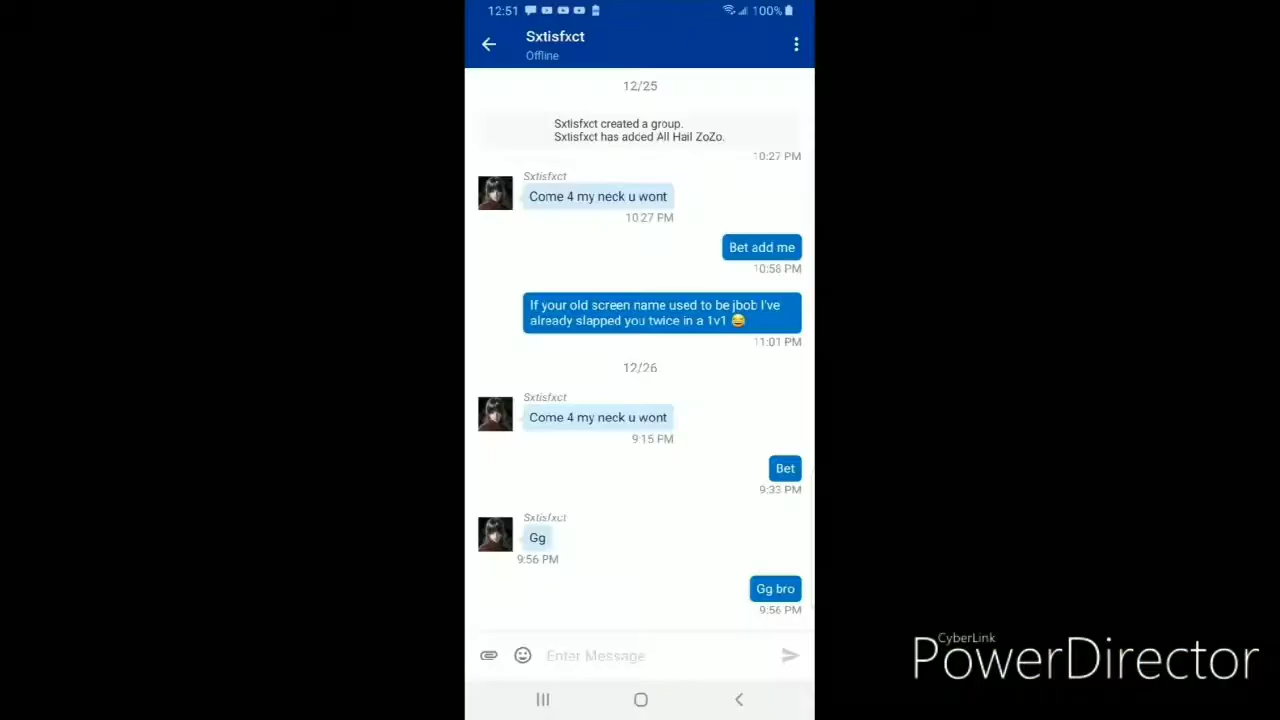 12:51
100%
Sxtisfxct
Offline
12/25
Sxtisfxct created a group.
Sxtisfxct has added All Hail ZoZo.
10:27 PM
Sxtisfxct
Come 4 my neck u wont
10:27 PM
Bet add me
10:58 PM
If your old screen name used to be jbob I've
already slapped you twice in a 1v1 😂
11:01 PM
12/26
Sxtisfxct
Come 4 my neck u wont
9:15 PM
Bet
9:33 PM
Sxtisfxct
Gg
9:56 PM
Gg bro
9:56 PM
Enter Message
CyberLink
PowerDirector